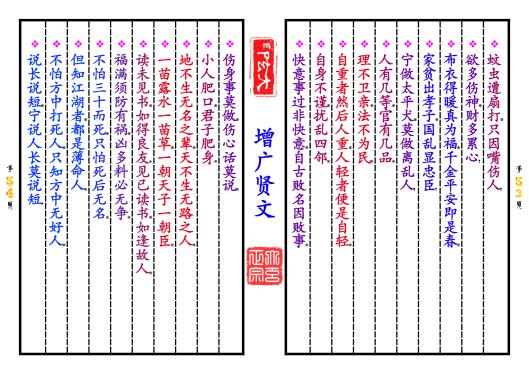 蚊虫遭扇打.只因嘴伤人.
欲多伤神.财多累心.
布衣得暖真为福.千金平安即是春.
家贫出孝子.国乱显忠臣.
宁做太平犬.莫做离乱人.
人有几等.官有几品.
理不卫亲.法不为民.
自重者然后人重.人轻者便是自轻.
自身不谨.扰乱四邻.
快意事过非快意.自古败名因败事.
第53页
增广贤文
伤身事莫做.伤心话莫说.
小人肥口.君子肥身.
地不生无名之辈.天不生无路之人.
一苗露水一苗草.一朝天子一朝臣.
读未见书如得良友.见已读书如逢故人.
福满须防有祸.凶多料必无争.
不怕三十而死.只怕死后无名.
但知江湖者.都是薄命人.
不怕方中打死人.只知方中无好人.
说长说短.宁说人长莫说短.
第54页